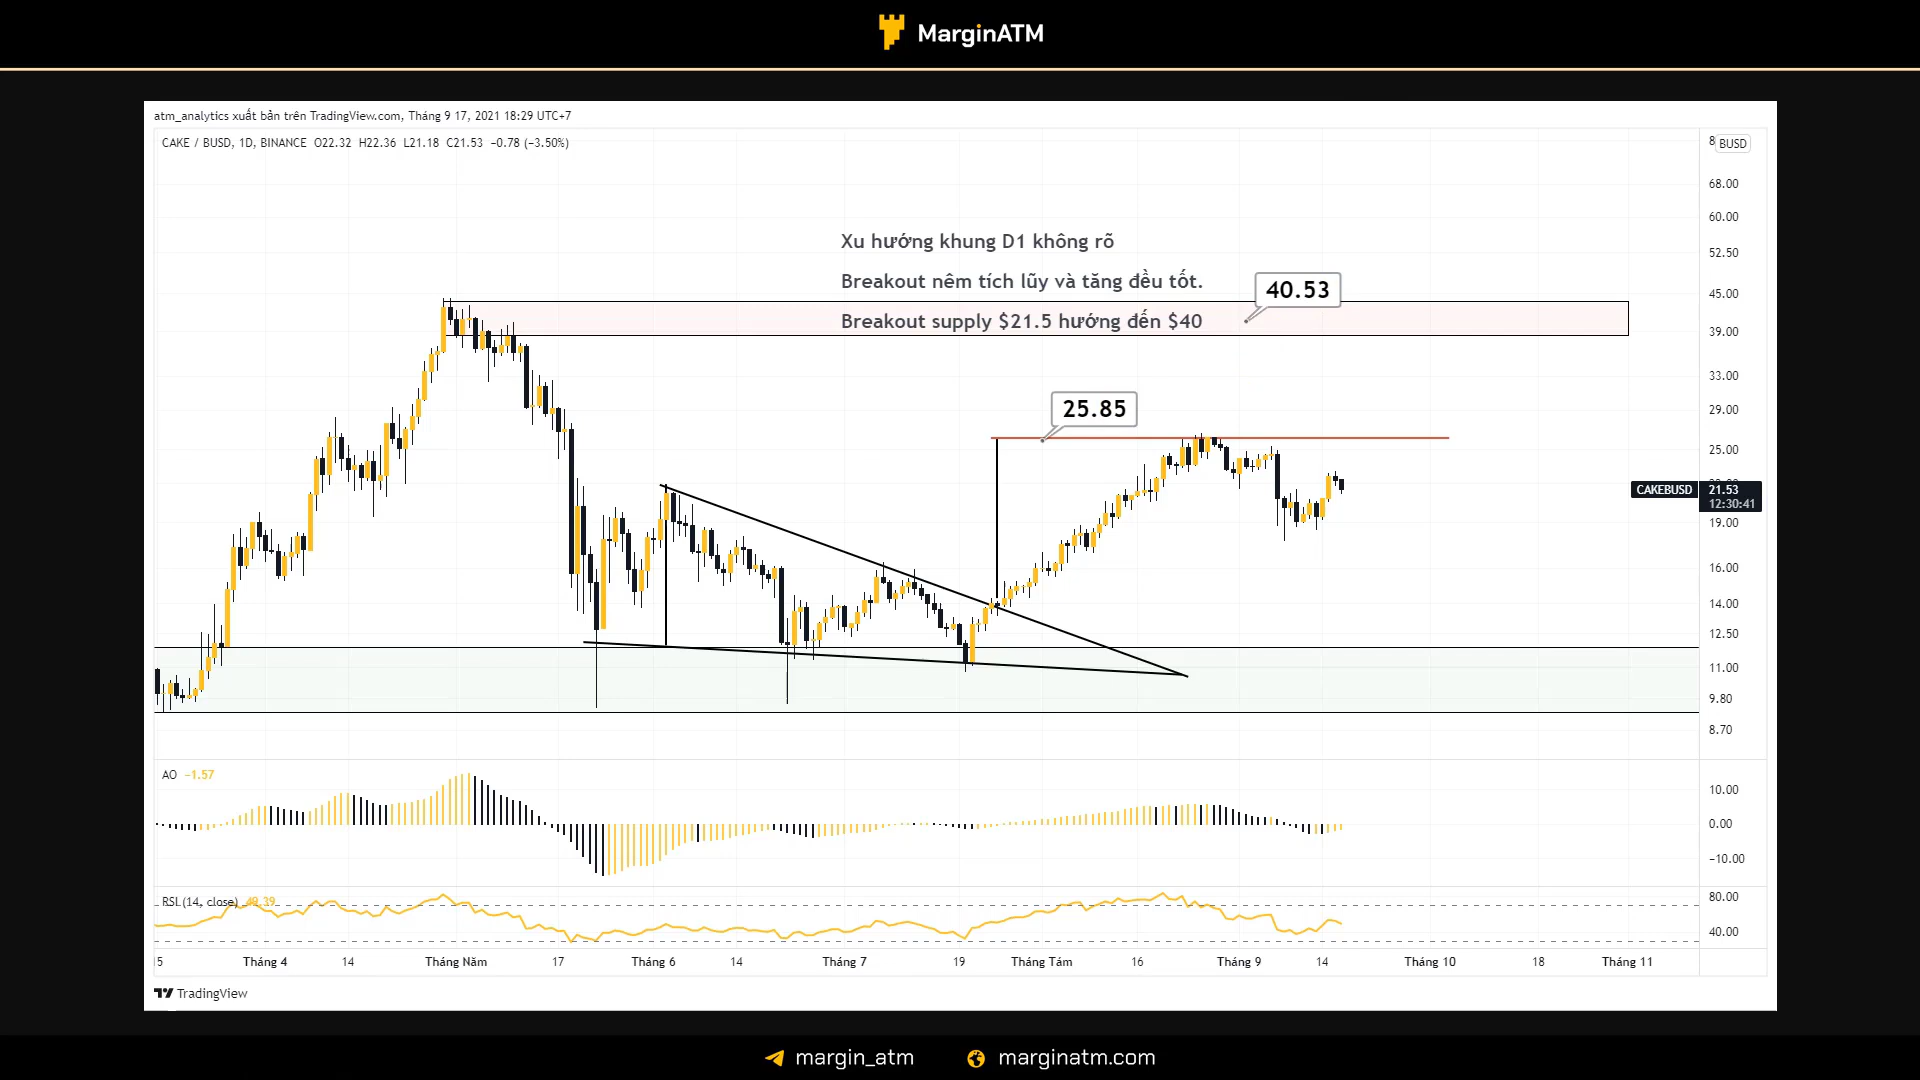 MarginATM
atm_analytics xuất bản trên TradingView.com, Tháng 9 17, 2021 18:29 UTC+7
CAKE / BUSD, 1D, BINANCE O22.32 H22.36 L21.18 C21.53 −0.78 (−3.50%)
BUSD
68.00
60.00
52.50
45.00
39.00
33.00
29.00
25.00
Xu hướng khung D1 không rõ
Breakout nêm tích lũy và tăng đều tốt.
Breakout supply $21.5 hướng đến $40
40.53
25.85
CAKEBUSD 21.53
12:30:41
19.00
16.00
14.00
12.50
11.00
9.80
8.70
AO −1.57
10.00
0.00
−10.00
RSI (14, close) 49.39
80.00
40.00
Tháng 4 14 Tháng Năm 17 Tháng 6 14 Tháng 7 19 Tháng Tám 16 Tháng 9 14 Tháng 10 18 Tháng 11
TradingView
margin_atm marginatm.com